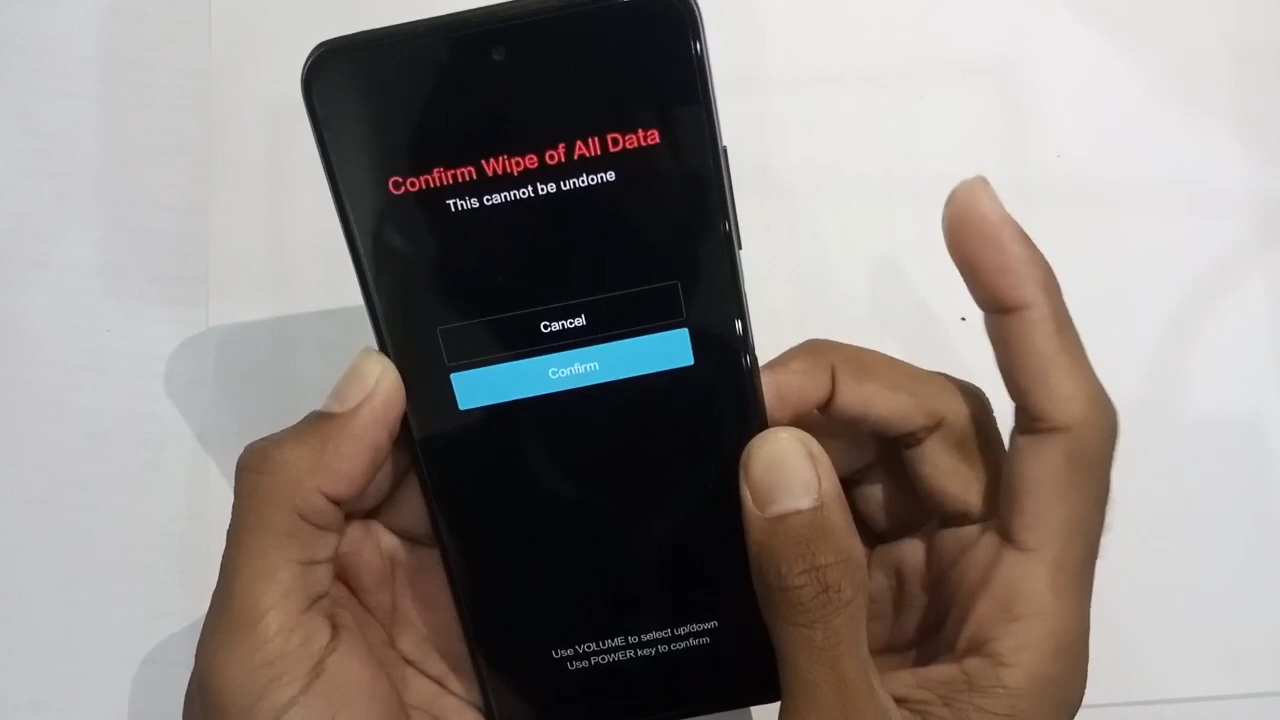 Confirm Wipe of All Data
This cannot be undone
Cancel
Confirm
Use VOLUME to select up/down
Use POWER key to confirm